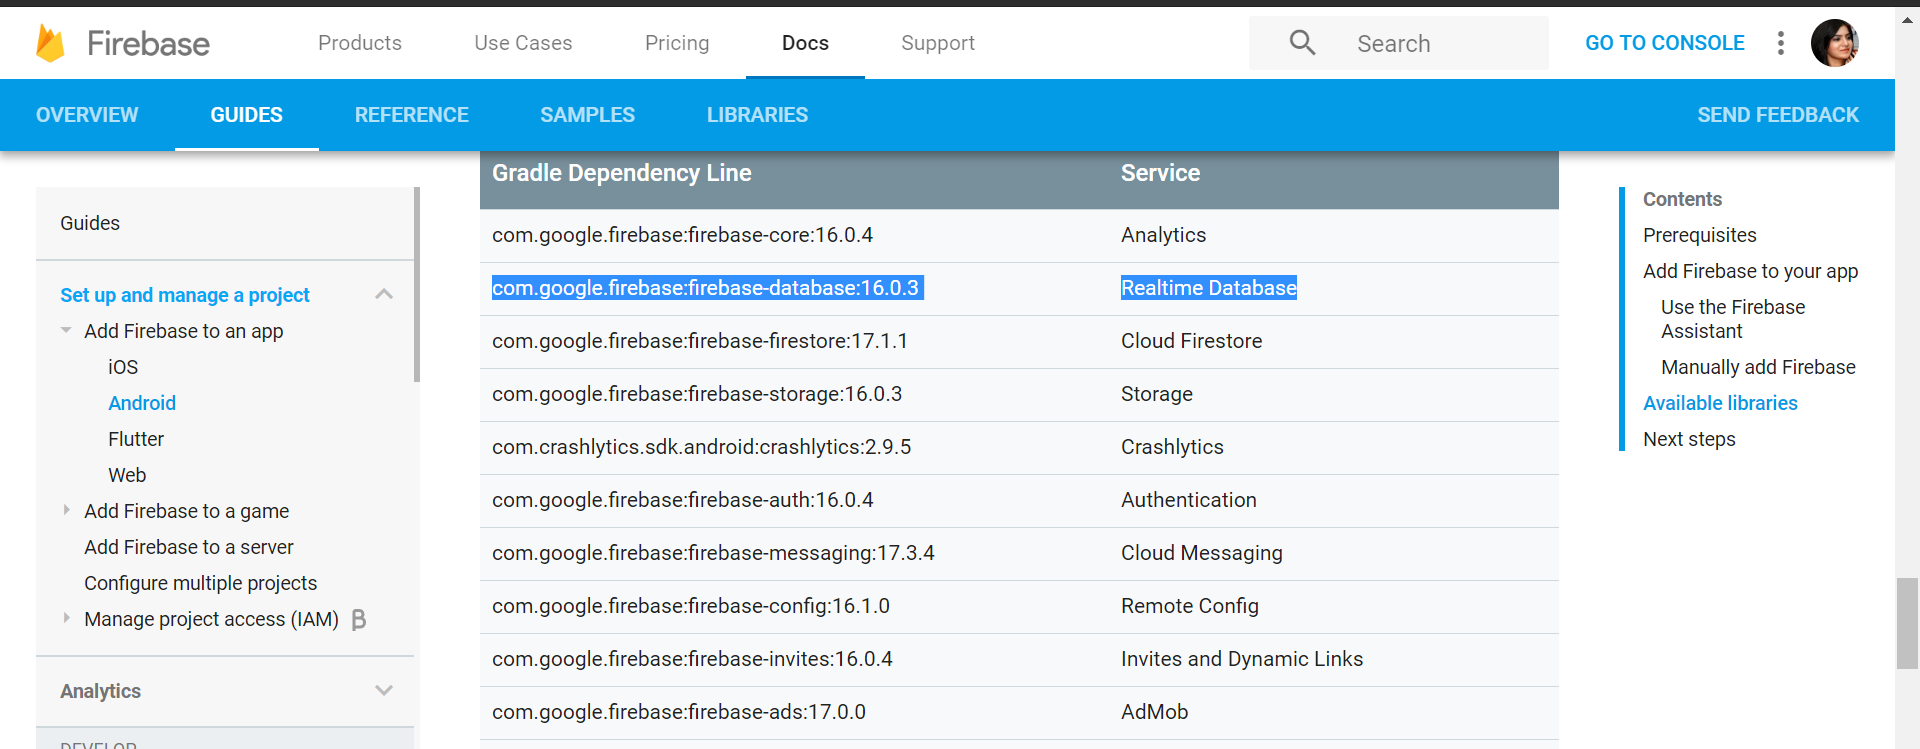 Firebase
Products Use Cases Pricing Docs Support
Search
GO TO CONSOLE
OVERVIEW GUIDES REFERENCE SAMPLES LIBRARIES SEND FEEDBACK
Guides
Set up and manage a project
Add Firebase to an app
iOS
Android
Flutter
Web
Add Firebase to a game
Add Firebase to a server
Configure multiple projects
Manage project access (IAM) β
Analytics
DEVELOP
Gradle Dependency Line Service
com.google.firebase:firebase-core:16.0.4 Analytics
com.google.firebase:firebase-database:16.0.3 Realtime Database
com.google.firebase:firebase-firestore:17.1.1 Cloud Firestore
com.google.firebase:firebase-storage:16.0.3 Storage
com.crashlytics.sdk.android:crashlytics:2.9.5 Crashlytics
com.google.firebase:firebase-auth:16.0.4 Authentication
com.google.firebase:firebase-messaging:17.3.4 Cloud Messaging
com.google.firebase:firebase-config:16.1.0 Remote Config
com.google.firebase:firebase-invites:16.0.4 Invites and Dynamic Links
com.google.firebase:firebase-ads:17.0.0 AdMob
Contents
Prerequisites
Add Firebase to your app
Use the Firebase
Assistant
Manually add Firebase
Available libraries
Next steps